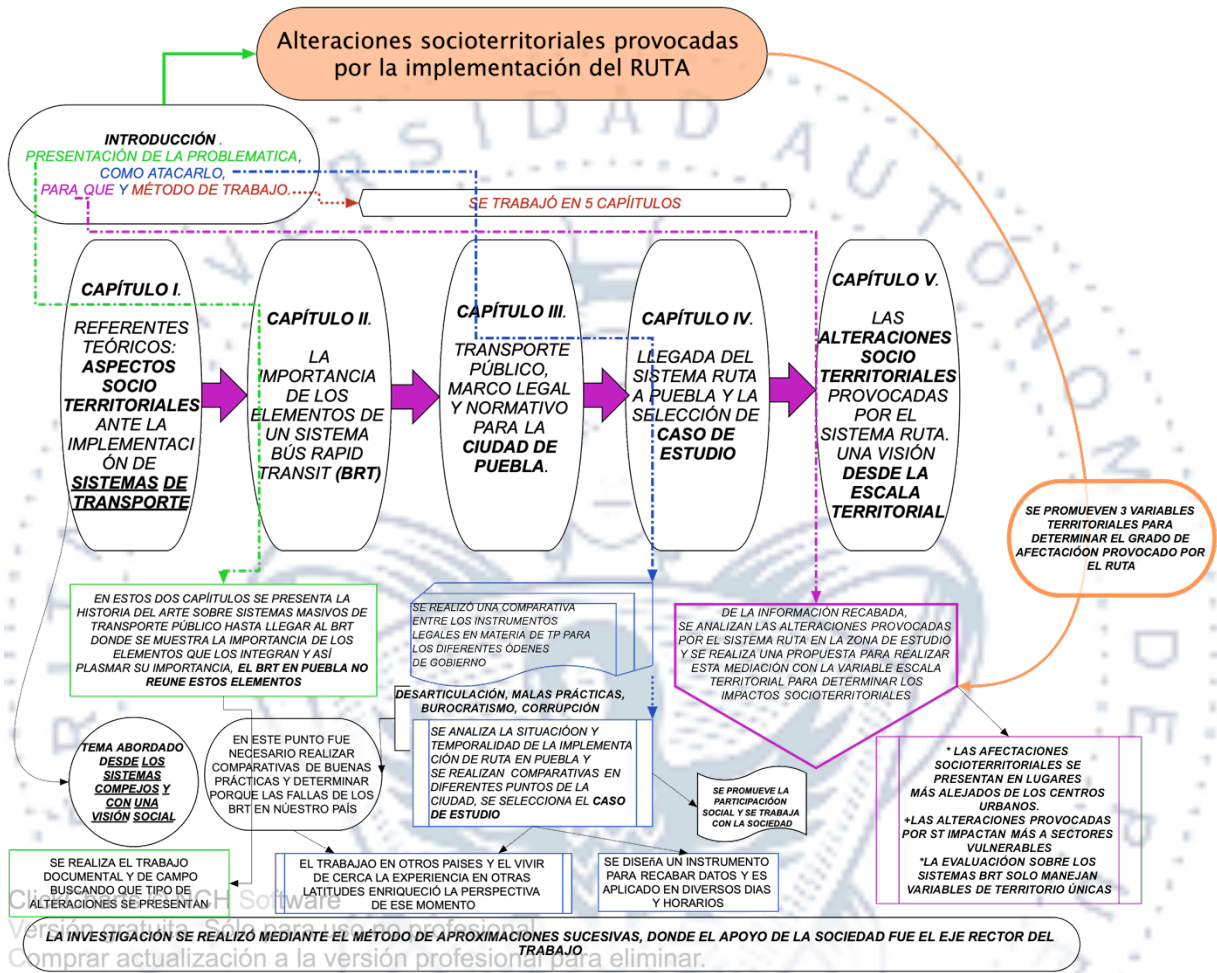 Alteraciones socioterritoriales provocadas
por la implementación del RUTA
INTRODUCCIÓN .
PRESENTACIÓN DE LA PROBLEMATICA,
COMO ATACARLO,
PARA QUE Y MÉTODO DE TRABAJO.
SE TRABAJÓ EN 5 CAPÍITULOS
CAPÍTULO I.
REFERENTES
TEÓRICOS:
ASPECTOS
SOCIO
TERRITORIALES
ANTE LA
IMPLEMENTACI
ÓN DE
SISTEMAS DE
TRANSPORTE
CAPÍTULO II.
LA
IMPORTANCIA
DE LOS
ELEMENTOS DE
UN SISTEMA
BÚS RAPID
TRANSIT (BRT)
CAPÍTULO III.
TRANSPORTE
PÚBLICO,
MARCO LEGAL
Y NORMATIVO
PARA LA
CIUDAD DE
PUEBLA.
CAPÍTULO IV.
LLEGADA DEL
SISTEMA RUTA
A PUEBLA Y LA
SELECCIÓN DE
CASO DE
ESTUDIO
CAPÍTULO V.
LAS
ALTERACIONES
SOCIO
TERRITORIALES
PROVOCADAS
POR EL
SISTEMA RUTA.
UNA VISIÓN
DESDE LA
ESCALA
TERRITORIAL
SE PROMUEVEN 3 VARIABLES
TERRITORIALES PARA
DETERMINAR EL GRADO DE
AFECTACIÓON PROVOCADO POR
EL RUTA
EN ESTOS DOS CAPÍTULOS SE PRESENTA LA
HISTORIA DEL ARTE SOBRE SISTEMAS MASIVOS DE
TRANSPORTE PÚBLICO HASTA LLEGAR AL BRT
DONDE SE MUESTRA LA IMPORTANCIA DE LOS
ELEMENTOS QUE LOS INTEGRAN Y ASÍ
PLASMAR SU IMPORTANCIA, EL BRT EN PUEBLA NO
REUNE ESTOS ELEMENTOS
SE REALIZÓ UNA COMPARATIVA
ENTRE LOS INSTRUMENTOS
LEGALES EN MATERIA DE TP PARA
LOS DIFERENTES ÓDENES
DE GOBIERNO
DE LA INFORMACIÓN RECABADA,
SE ANALIZAN LAS ALTERACIONES PROVOCADAS
POR EL SISTEMA RUTA EN LA ZONA DE ESTUDIO
Y SE REALIZA UNA PROPUESTA PARA REALIZAR
ESTA MEDIACIÓN CON LA VARIABLE ESCALA
TERRITORIAL PARA DETERMINAR LOS
IMPACTOS SOCIOTERRITORIALES
DESARTICULACIÓN, MALAS PRÁCTICAS,
BUROCRATISMO, CORRUPCIÓN
TEMA ABORDADO
DESDE LOS
SISTEMAS
COMPEJOS Y
CON UNA
VISIÓN SOCIAL
EN ESTE PUNTO FUE
NECESARIO REALIZAR
COMPARATIVAS DE BUENAS
PRÁCTICAS Y DETERMINAR
PORQUE LAS FALLAS DE LOS
BRT EN NÚESTRO PAÍS
SE ANALIZA LA SITUACIÓON Y
TEMPORALIDAD DE LA IMPLEMENTA
CIÓN DE RUTA EN PUEBLA Y
SE REALIZAN COMPARATIVAS EN
DIFERENTES PUNTOS DE LA
CIUDAD, SE SELECCIONA EL CASO
DE ESTUDIO
SE PROMUEVE LA
PARTICIPACIÓON
SOCIAL Y SE TRABAJA
CON LA SOCIEDAD
* LAS AFECTACIONES
SOCIOTERRITORIALES SE
PRESENTAN EN LUGARES
MÁS ALEJADOS DE LOS CENTROS
URBANOS.
+LAS ALTERACIONES PROVOCADAS
POR ST IMPACTAN MÁS A SECTORES
VULNERABLES
*LA EVALUACIÓON SOBRE LOS
SISTEMAS BRT SOLO MANEJAN
VARIABLES DE TERRITORIO ÚNICAS
SE REALIZA EL TRABAJO
DOCUMENTAL Y DE CAMPO
BUSCANDO QUE TIPO DE
ALTERACIONES SE PRESENTAN
EL TRABAJAO EN OTROS PAISES Y EL VIVIR
DE CERCA LA EXPERIENCIA EN OTRAS
LATITUDES ENRIQUECIÓ LA PERSPECTIVA
DE ESE MOMENTO
SE DISEñA UN INSTRUMENTO
PARA RECABAR DATOS Y ES
APLICADO EN DIVERSOS DIAS
Y HORARIOS
NCH Software
Versión gratuita. Sólo para uso no profesional.
LA INVESTIGACIÓN SE REALIZÓ MEDIANTE EL MÉTODO DE APROXIMACIONES SUCESIVAS, DONDE EL APOYO DE LA SOCIEDAD FUE EL EJE RECTOR DEL
TRABAJO
Comprar actualización a la versión profesional para eliminar.